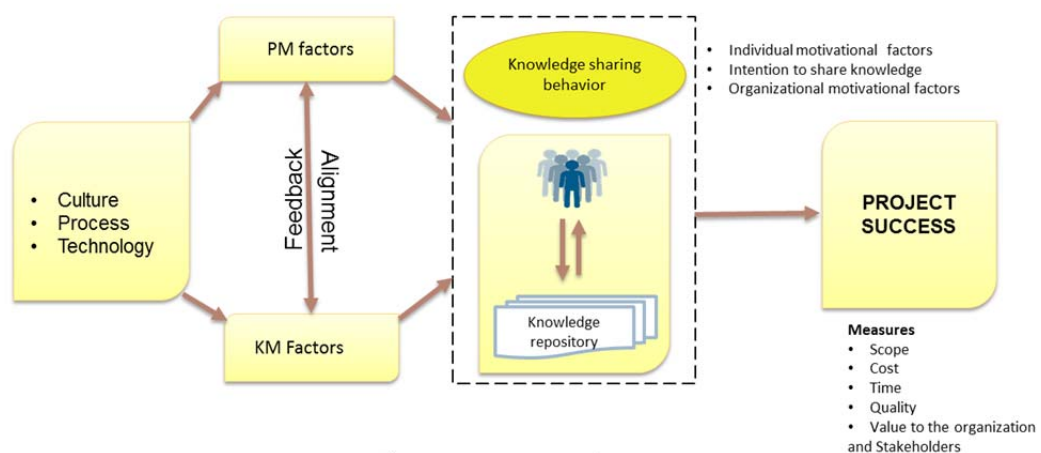 PM factors
Knowledge sharing
behavior
• Individual motivational factors
• Intention to share knowledge
• Organizational motivational factors
• Culture
• Process
• Technology
Feedback
Alignment
PROJECT
SUCCESS
Knowledge
repository
KM Factors
Measures
• Scope
• Cost
• Time
• Quality
• Value to the organization
and Stakeholders